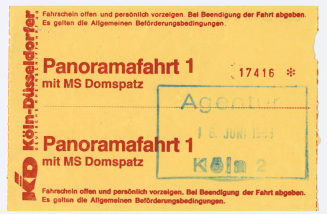 Fahrschein offen und persönlich vorzeigen. Bei Beendigung der Fahrt abgeben.
Es gelten die Allgemeinen Beförderungsbedingungen.
KD Köln-Düsseldorfer
Panoramafahrt 1
mit MS Domspatz
17416 *
Agentur
JUNI
Köln 2
Panoramafahrt 1
mit MS Domspatz
Fahrschein offen und persönlich vorzeigen. Bei Beendigung der Fahrt abgeben.
Es gelten die Allgemeinen Beförderungsbedingungen.